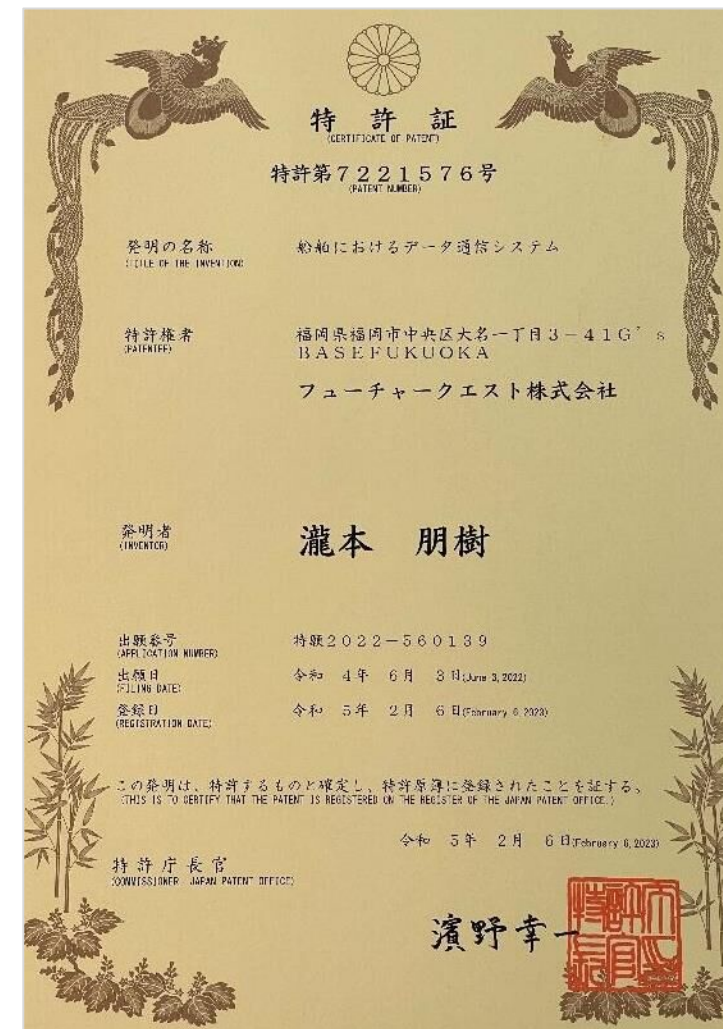 特許証
(CERTIFICATE OF PATENT)
特許第7221576号
(PATENT NUMBER)
発明の名称 船舶におけるデータ通信システム
(TITLE OF THE INVENTION)
特許権者 福岡県福岡市中央区大名一丁目3-41G's
(PATENTEE) BASEFUKUOKA
フューチャークエスト株式会社
発明者 瀧本 朋樹
(INVENTOR)
出願番号 特願2022-560139
(APPLICATION NUMBER)
出願日 令和 4年 6月 3日(June 3, 2022)
(FILING DATE)
登録日 令和 5年 2月 6日(February 6, 2023)
(REGISTRATION DATE)
この発明は、特許するものと確定し、特許原簿に登録されたことを証する。
(THIS IS TO CERTIFY THAT THE PATENT IS REGISTERED ON THE REGISTER OF THE JAPAN PATENT OFFICE.)
令和 5年 2月 6日(February 6, 2023)
特許庁長官
(COMMISSIONER, JAPAN PATENT OFFICE)
濱野幸一